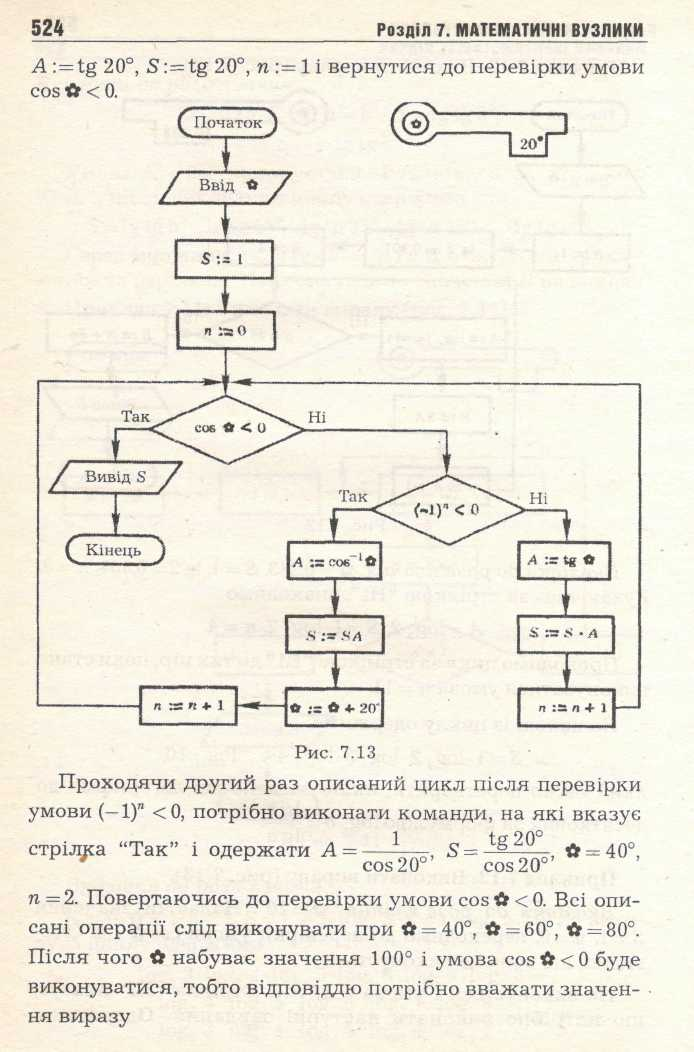 524
Розділ 7. МАТЕМАТИЧНІ ВУЗЛИКИ
A := tg 20°, S := tg 20°, n := 1 і вернутися до перевірки умови
cos ✿ < 0.
Початок
20°
Ввід ✿
S := 1
n := 0
Так
cos ✿ < 0
Ні
Вивід S
Так
(-1)ⁿ < 0
Ні
Кінець
A := cos⁻¹ ✿
A := tg ✿
S := SA
S := S · A
n := n + 1
✿ := ✿ + 20°
n := n + 1
Рис. 7.13
Проходячи другий раз описаний цикл після перевірки
умови (−1)ⁿ < 0, потрібно виконати команди, на які вказує
стрілка “Так” і одержати A = 1/cos 20°, S = tg 20°/cos 20°, ✿ = 40°,
n = 2. Повертаючись до перевірки умови cos ✿ < 0. Всі опи-
сані операції слід виконувати при ✿ = 40°, ✿ = 60°, ✿ = 80°.
Після чого ✿ набуває значення 100° і умова cos ✿ < 0 буде
виконуватися, тобто відповіддю потрібно вважати значен-
ня виразу